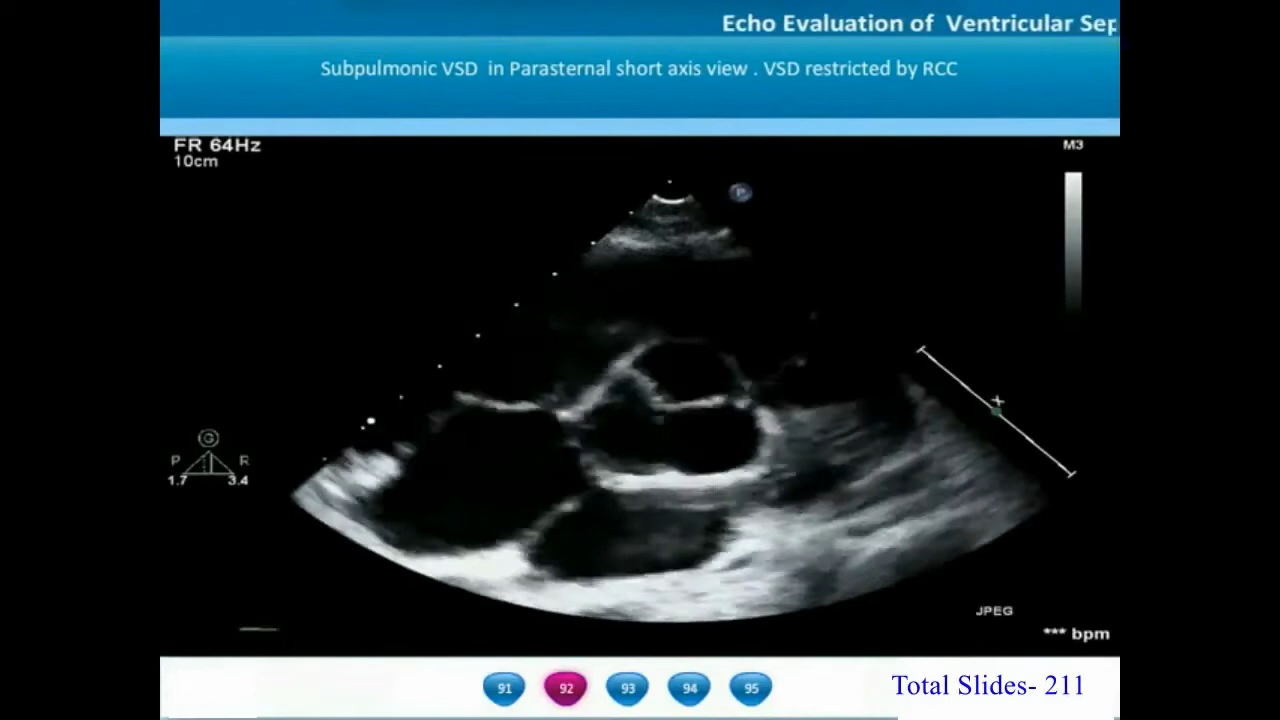 Echo Evaluation of Ventricular Sep
Subpulmonic VSD in Parasternal short axis view . VSD restricted by RCC
FR 64Hz
10cm
M3
P
G
P R
1.7 3.4
JPEG
*** bpm
91 92 93 94 95
Total Slides- 211